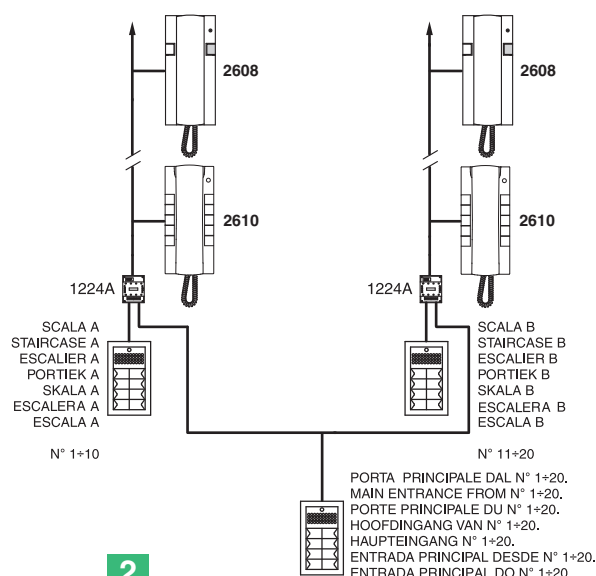 2608
2608
2610
2610
1224A
1224A
SCALA A
STAIRCASE A
ESCALIER A
PORTIEK A
SKALA A
ESCALERA A
ESCALA A
N° 1÷10
SCALA B
STAIRCASE B
ESCALIER B
PORTIEK B
SKALA B
ESCALERA B
ESCALA B
N° 11÷20
PORTA PRINCIPALE DAL N° 1÷20.
MAIN ENTRANCE FROM N° 1÷20.
PORTE PRINCIPALE DU N° 1÷20.
HOOFDINGANG VAN N° 1÷20.
HAUPTEINGANG N° 1÷20.
ENTRADA PRINCIPAL DESDE N° 1÷20.
ENTRADA PRINCIPAL DO N° 1÷20.
2